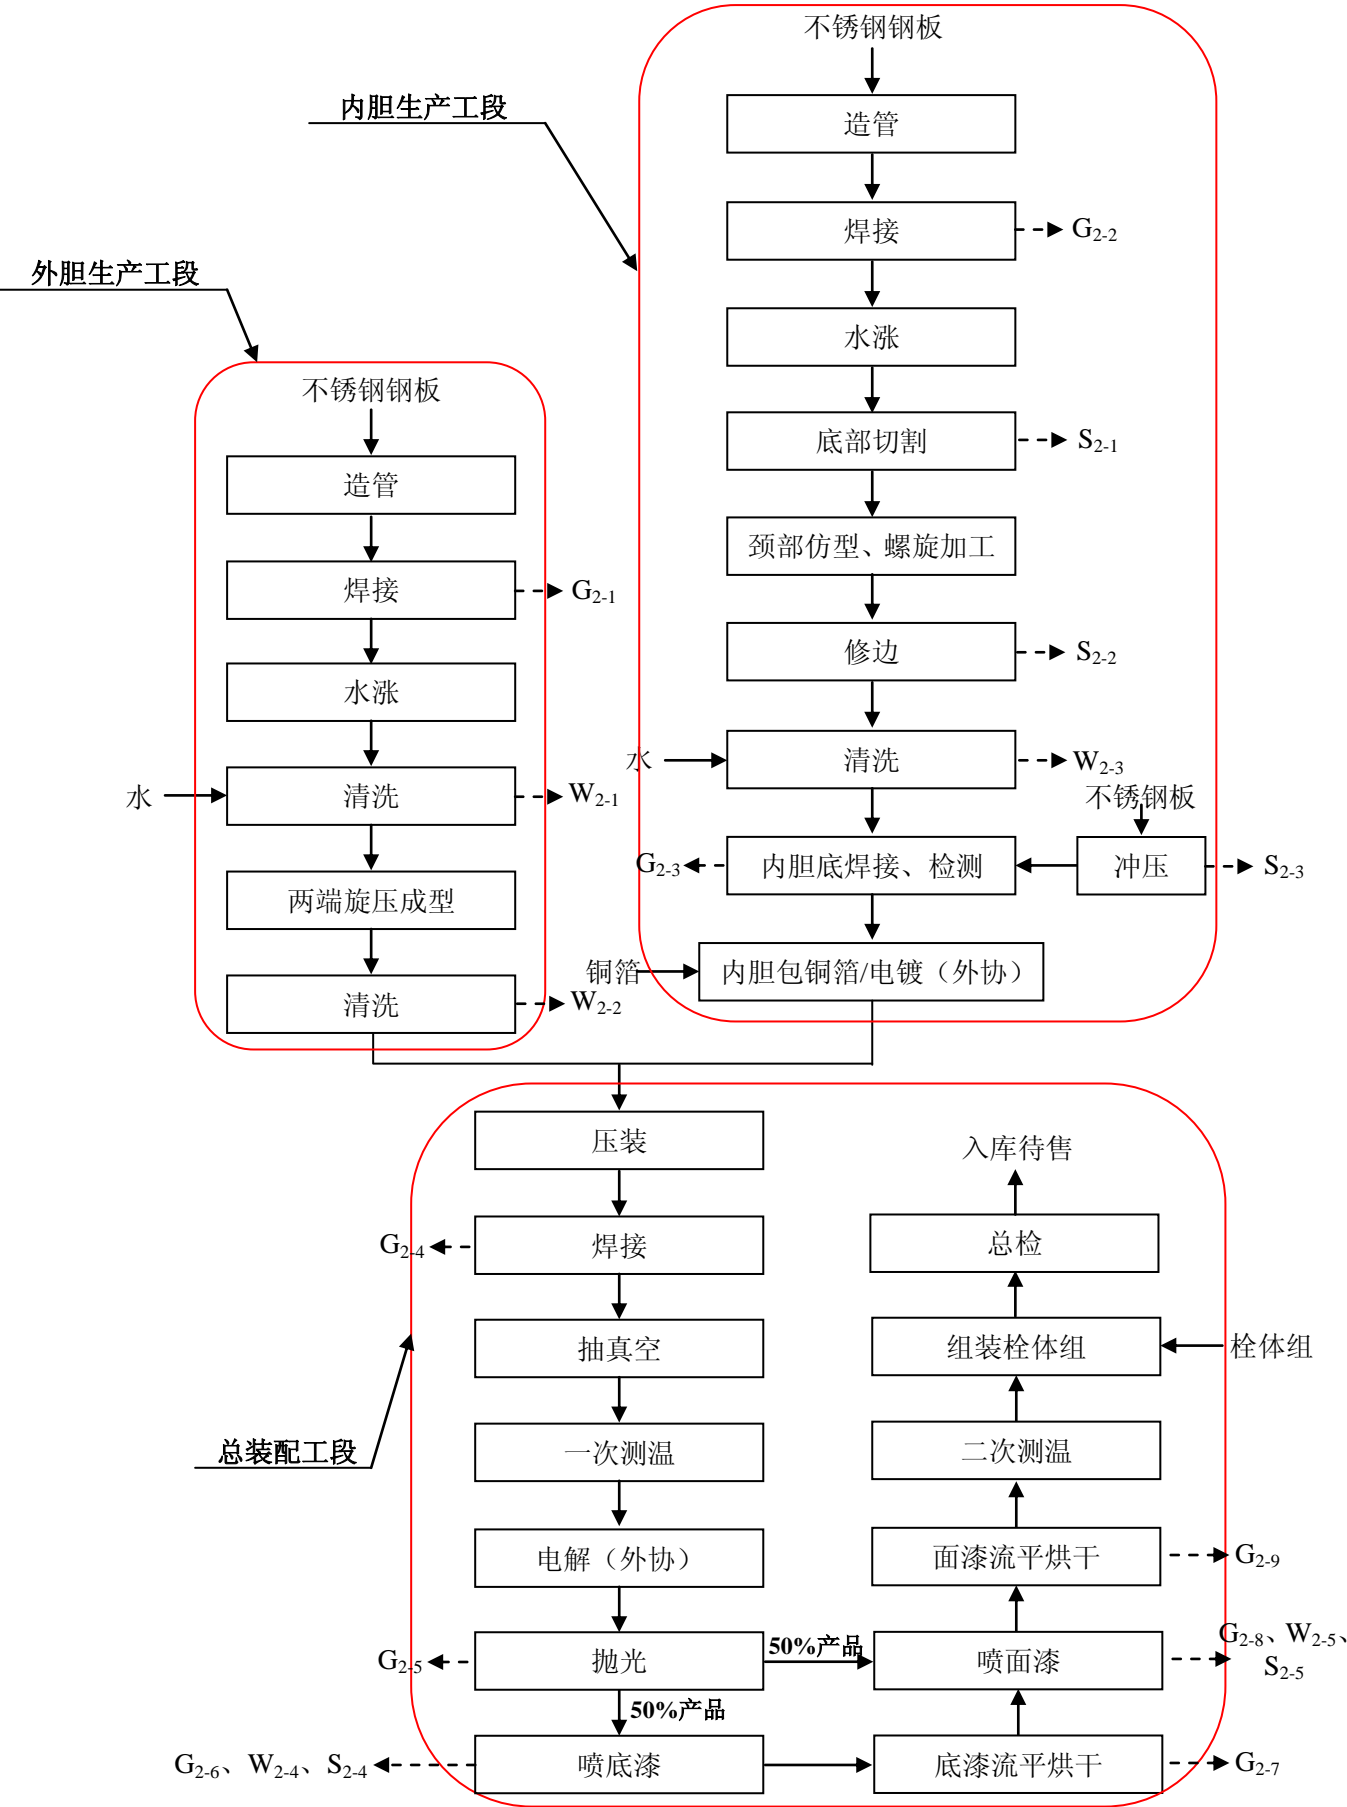 不锈钢钢板
内胆生产工段
造管
焊接
G2-2
外胆生产工段
水涨
不锈钢钢板
底部切割
S2-1
造管
颈部仿型、螺旋加工
焊接
G2-1
修边
S2-2
水涨
水
清洗
W2-3
水
清洗
W2-1
不锈钢板
G2-3
内胆底焊接、检测
冲压
S2-3
两端旋压成型
铜箔
内胆包铜箔/电镀（外协）
清洗
W2-2
压装
入库待售
G2-4
焊接
总检
抽真空
组装栓体组
栓体组
总装配工段
一次测温
二次测温
电解（外协）
面漆流平烘干
G2-9
G2-5
抛光
50%产品
喷面漆
G2-8、W2-5、
S2-5
50%产品
G2-6、W2-4、S2-4
喷底漆
底漆流平烘干
G2-7